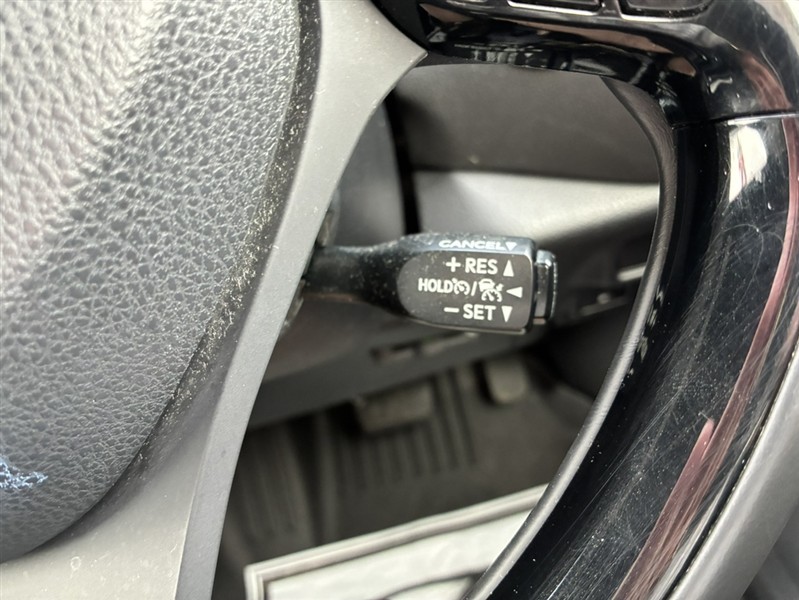 CANCEL▼
+ RES ▲
HOLD / ◀
− SET ▼